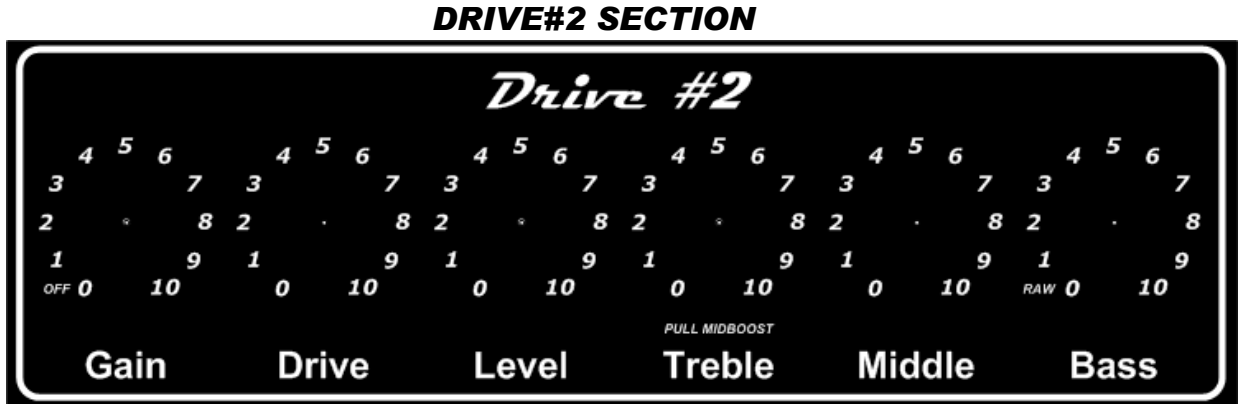 DRIVE#2 SECTION
Drive #2
5 5 5 5 5 5
4 6 4 6 4 6 4 6 4 6 4 6
3 7 3 7 3 7 3 7 3 7 3 7
2 8 2 8 2 8 2 8 2 8 2 8
1 9 1 9 1 9 1 9 1 9 1 9
OFF 0 10 0 10 0 10 0 10 0 10 RAW 0 10
PULL MIDBOOST
Gain Drive Level Treble Middle Bass